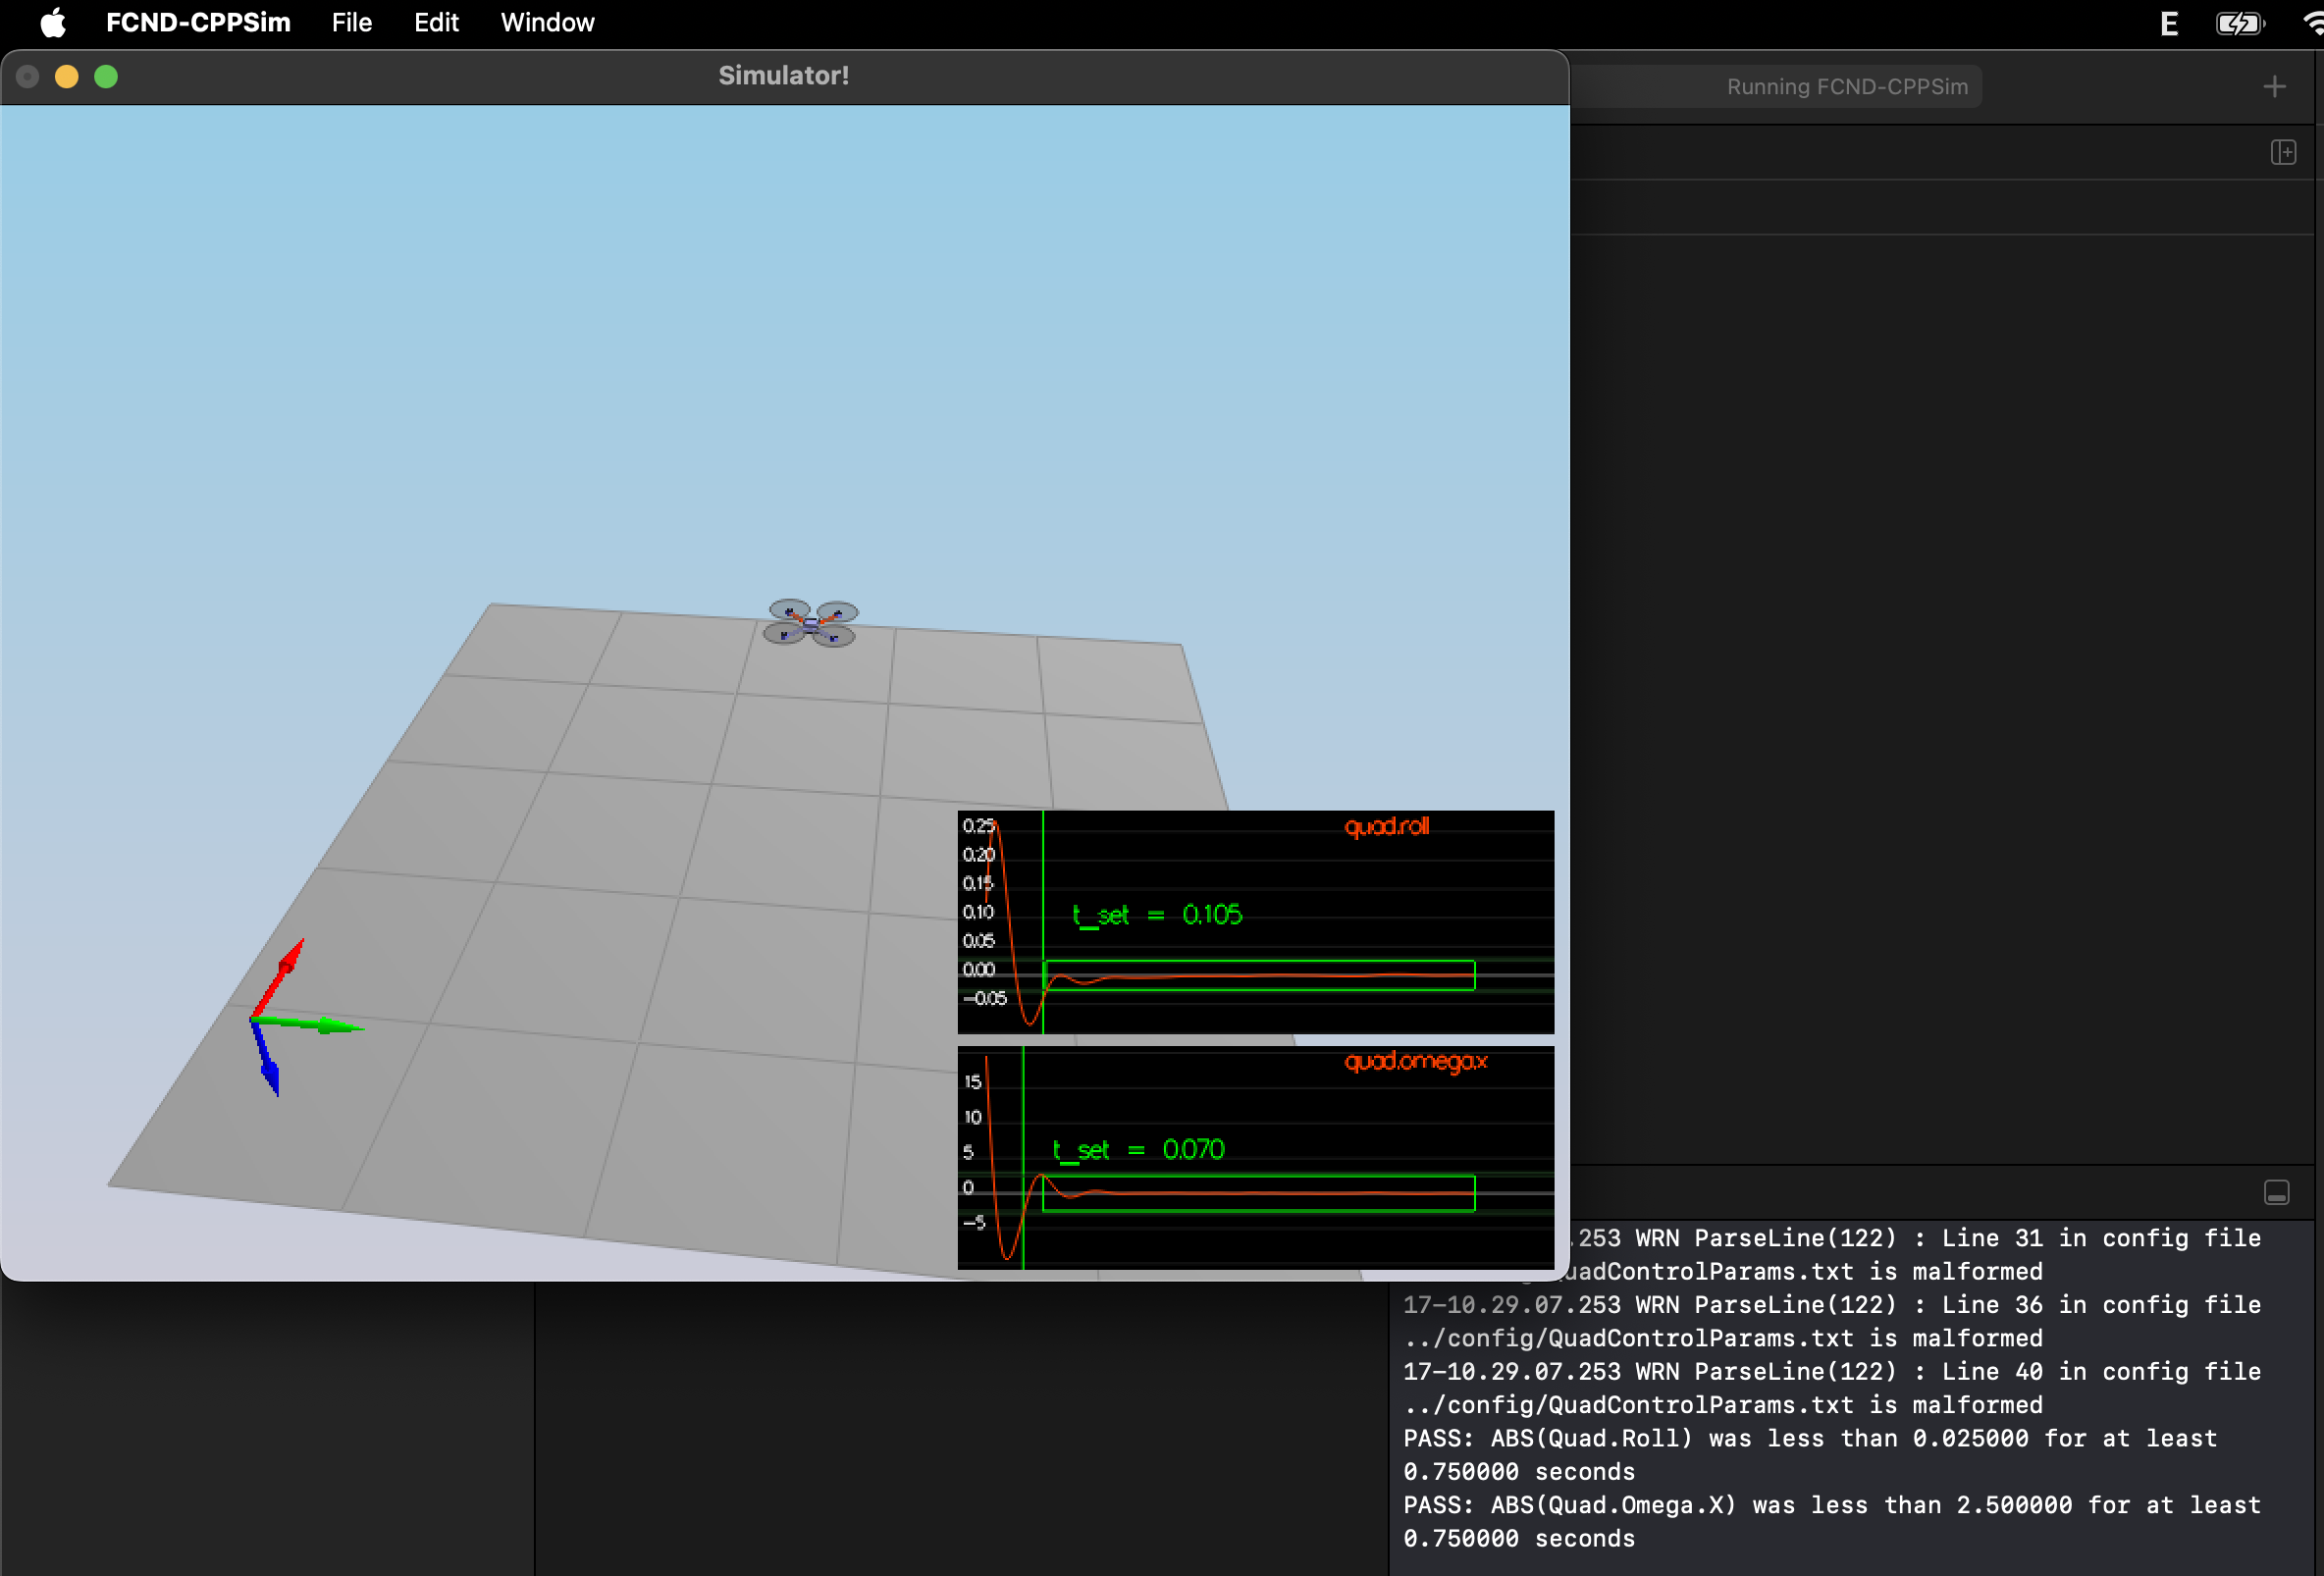 FCND-CPPSim File Edit Window E
Simulator!
Running FCND-CPPSim
quad.roll
0.25
0.20
0.15
0.10
0.05
0.00
-0.05
t_set = 0.105
quad.omega.x
15
10
5
0
-5
t_set = 0.070
.253 WRN ParseLine(122) : Line 31 in config file
QuadControlParams.txt is malformed
17-10.29.07.253 WRN ParseLine(122) : Line 36 in config file
../config/QuadControlParams.txt is malformed
17-10.29.07.253 WRN ParseLine(122) : Line 40 in config file
../config/QuadControlParams.txt is malformed
PASS: ABS(Quad.Roll) was less than 0.025000 for at least
0.750000 seconds
PASS: ABS(Quad.Omega.X) was less than 2.500000 for at least
0.750000 seconds